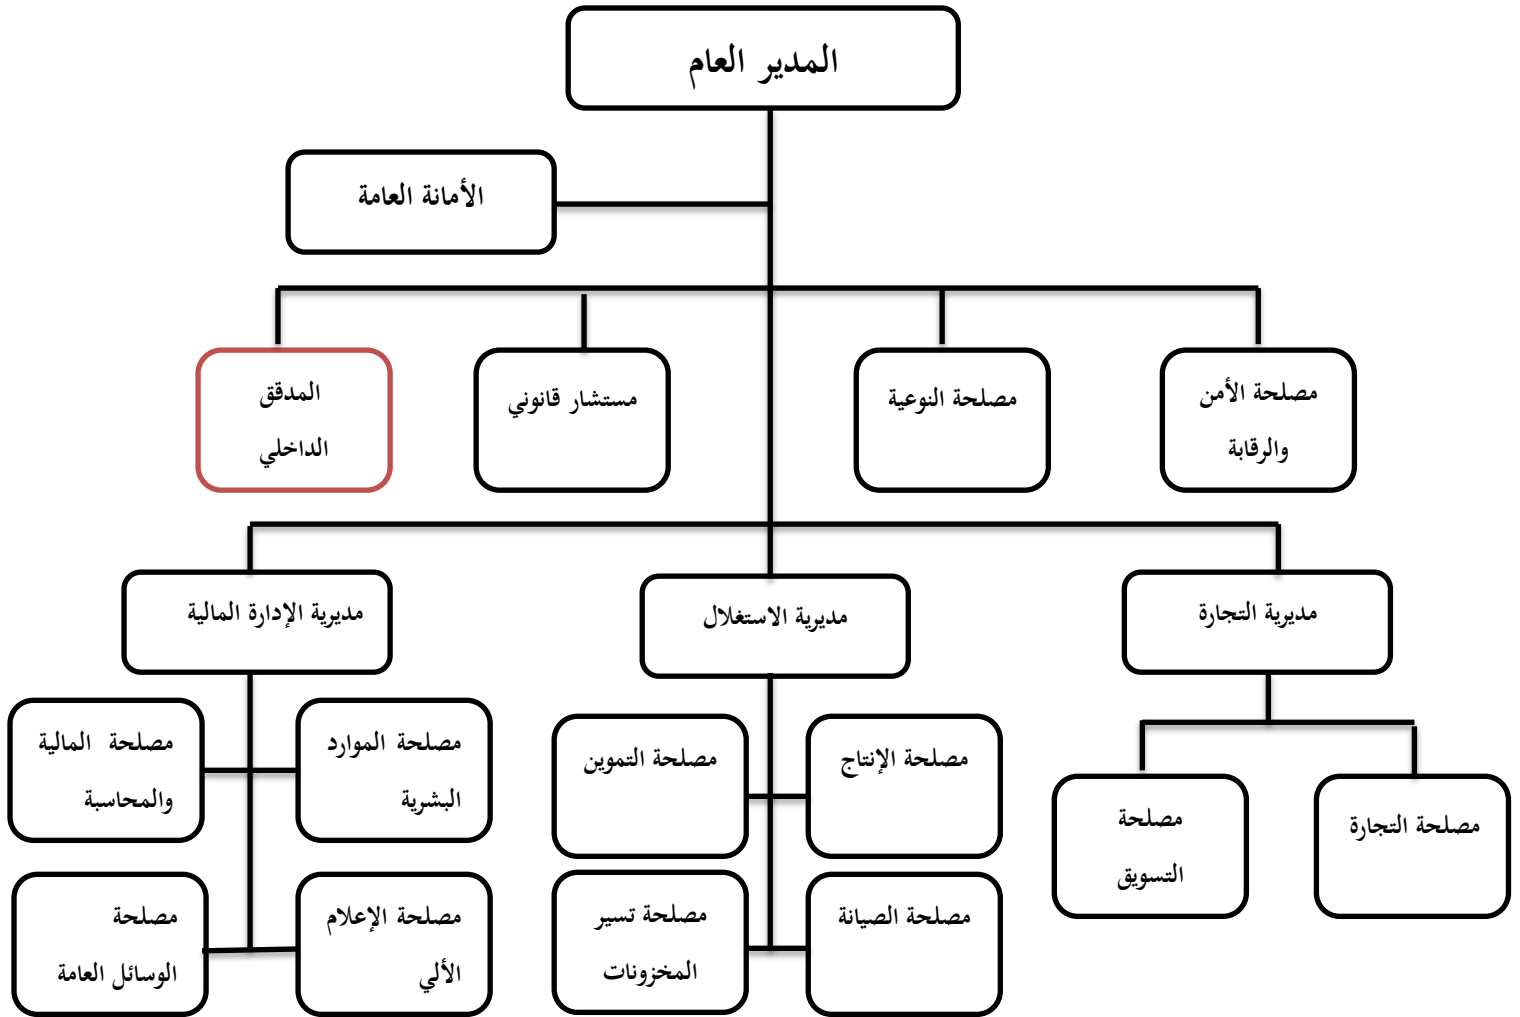 المدير العام
الأمانة العامة
مصلحة الأمن
والرقابة
مصلحة النوعية
مستشار قانوني
المدقق
الداخلي
مديرية التجارة
مديرية الاستغلال
مديرية الإدارة المالية
مصلحة التجارة
مصلحة
التسويق
مصلحة الإنتاج
مصلحة التموين
مصلحة الصيانة
مصلحة تسير
المخزونات
مصلحة الموارد
البشرية
مصلحة المالية
والمحاسبة
مصلحة الإعلام
الألي
مصلحة
الوسائل العامة